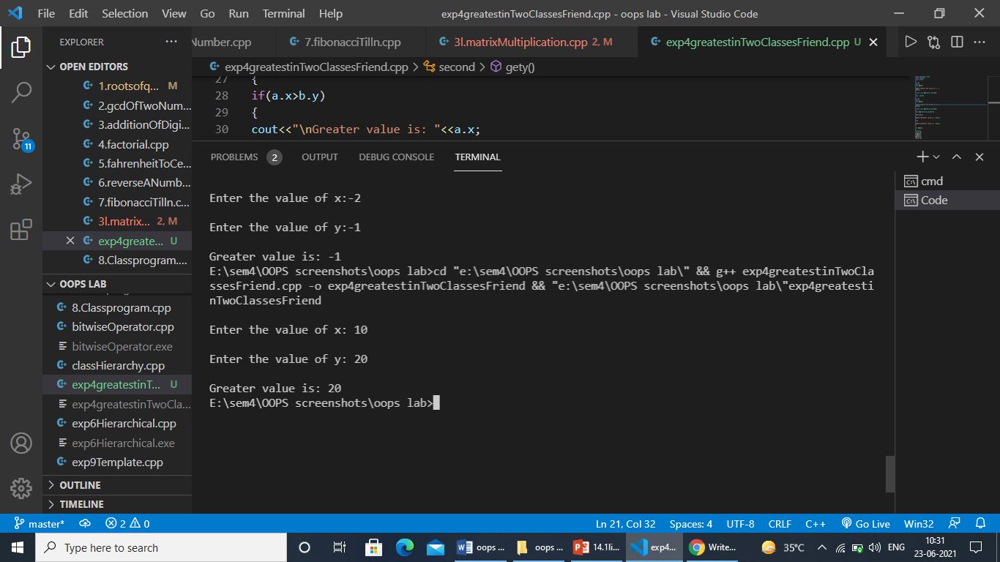 File Edit Selection View Go Run Terminal Help exp4greatestinTwoClassesFriend.cpp - oops lab - Visual Studio Code
EXPLORER ··· Number.cpp 7.fibonacciTilln.cpp 3l.matrixMultiplication.cpp 2, M exp4greatestinTwoClassesFriend.cpp U
OPEN EDITORS
1.rootsofq... M
2.gcdOfTwoNum...
3.additionOfDigi...
4.factorial.cpp
5.fahrenheitToCe...
6.reverseANumb...
7.fibonacciTilln.c...
3l.matrix... 2, M
exp4greate... U
8.Classprogram....
OOPS LAB
8.Classprogram.cpp
bitwiseOperator.cpp
bitwiseOperator.exe
classHierarchy.cpp
exp4greatestinT... U
exp4greatestinTwoCla...
exp6Hierarchical.cpp
exp6Hierarchical.exe
exp9Template.cpp
OUTLINE
TIMELINE
11
exp4greatestinTwoClassesFriend.cpp > second > gety()
27 {
28 if(a.x>b.y)
29 {
30 cout<<"\nGreater value is: "<<a.x;
PROBLEMS 2 OUTPUT DEBUG CONSOLE TERMINAL
cmd
Code
Enter the value of x:-2
Enter the value of y:-1
Greater value is: -1
E:\sem4\OOPS screenshots\oops lab>cd "e:\sem4\OOPS screenshots\oops lab\" && g++ exp4greatestinTwoCla
ssesFriend.cpp -o exp4greatestinTwoClassesFriend && "e:\sem4\OOPS screenshots\oops lab\"exp4greatesti
nTwoClassesFriend
Enter the value of x: 10
Enter the value of y: 20
Greater value is: 20
E:\sem4\OOPS screenshots\oops lab>
master* 2 0 Ln 21, Col 32 Spaces: 4 UTF-8 CRLF C++ Go Live Win32
Type here to search oops ... oops ... 14.1li... exp4... Write... 35°C ENG 10:31
23-06-2021